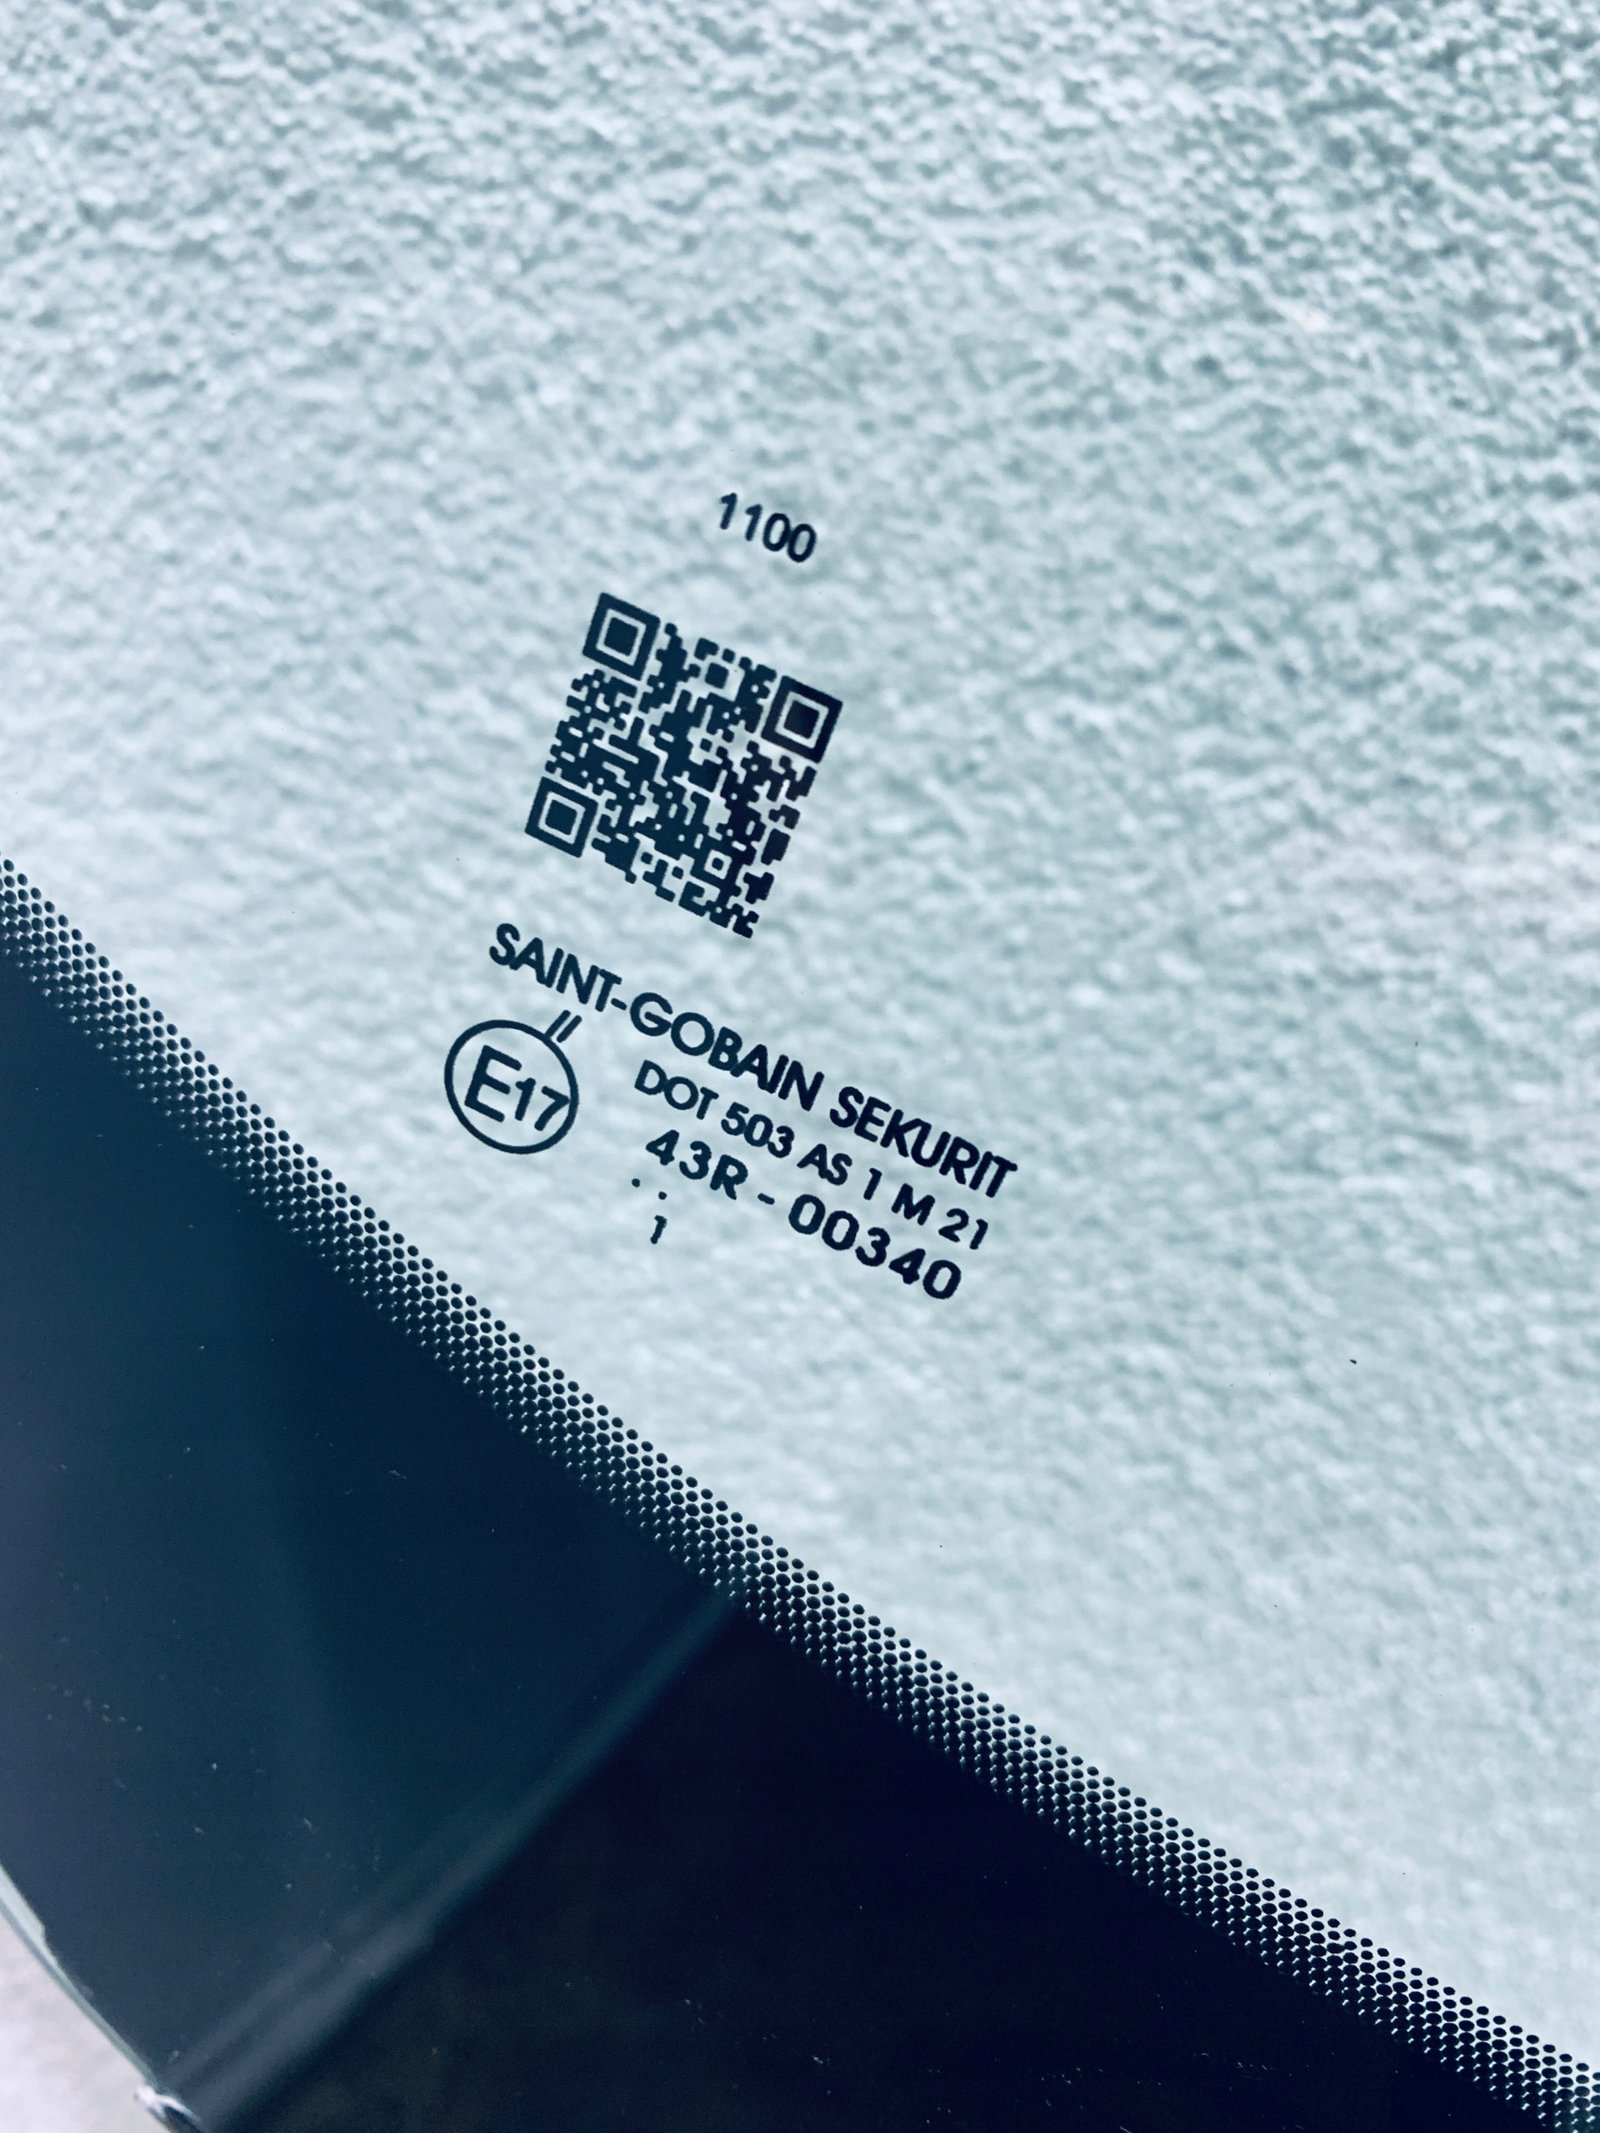 1100
SAINT-GOBAIN SEKURIT
//
E17
DOT 503 AS 1 M 21
43R - 00340
. .
1